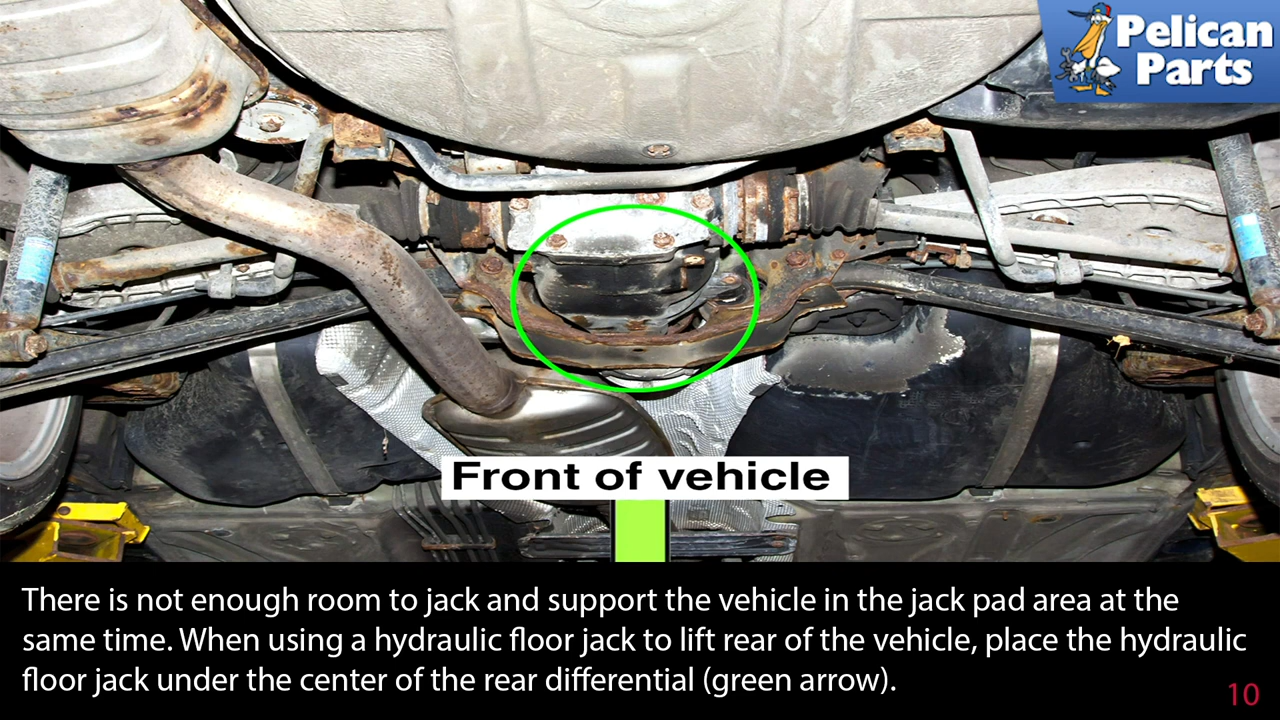 Pelican
Parts
Front of vehicle
There is not enough room to jack and support the vehicle in the jack pad area at the
same time. When using a hydraulic floor jack to lift rear of the vehicle, place the hydraulic
floor jack under the center of the rear differential (green arrow).
10